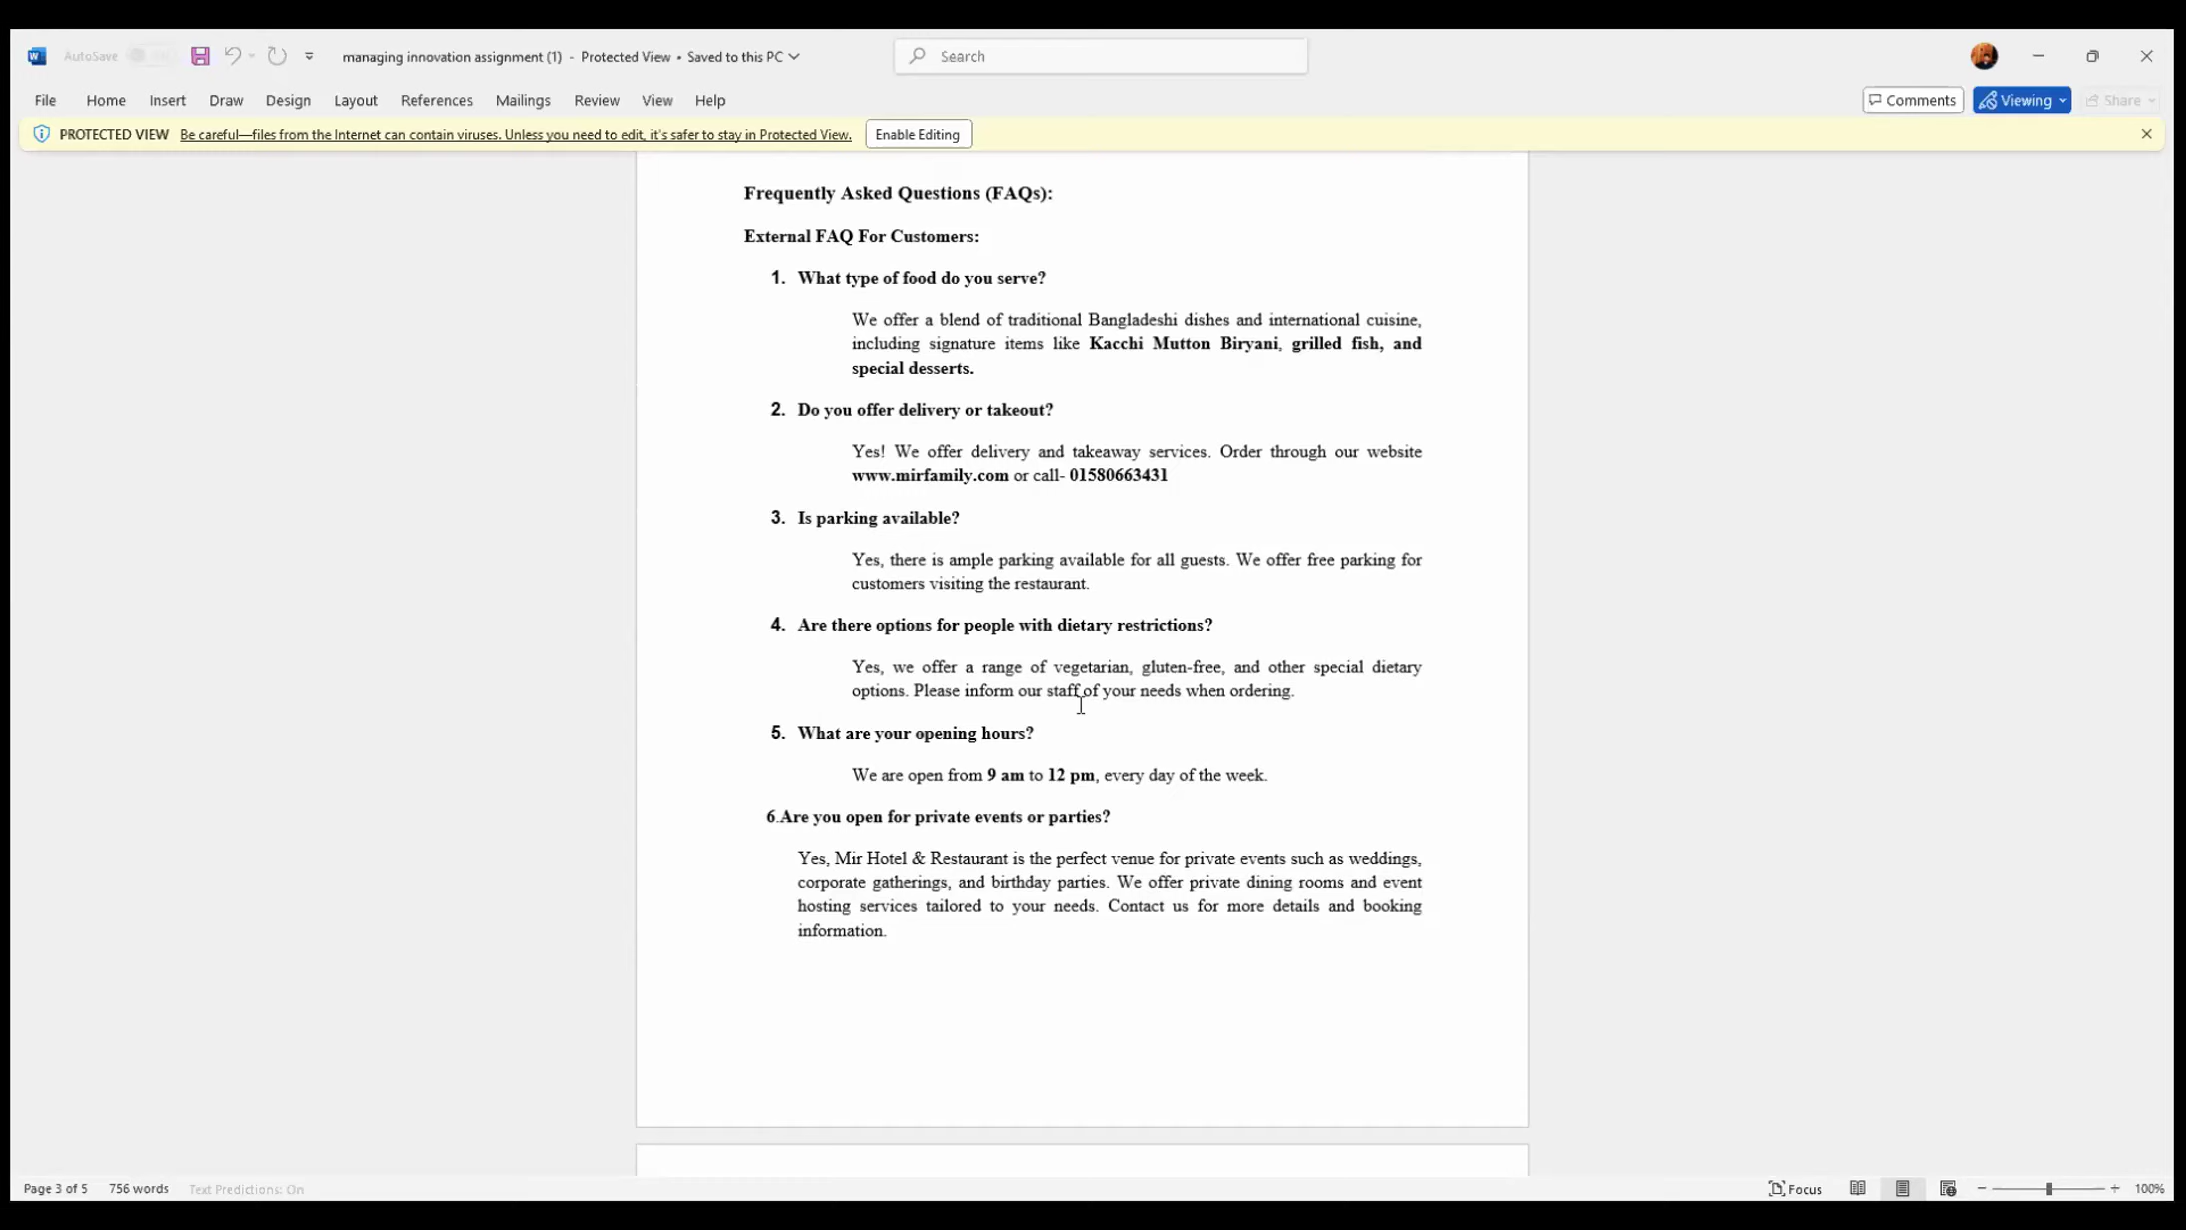 AutoSave
managing innovation assignment (1) - Protected View • Saved to this PC
Search
File Home Insert Draw Design Layout References Mailings Review View Help
Comments Viewing Share
PROTECTED VIEW Be careful—files from the Internet can contain viruses. Unless you need to edit, it's safer to stay in Protected View. Enable Editing
Frequently Asked Questions (FAQs):
External FAQ For Customers:
1. What type of food do you serve?
We offer a blend of traditional Bangladeshi dishes and international cuisine,
including signature items like Kacchi Mutton Biryani, grilled fish, and
special desserts.
2. Do you offer delivery or takeout?
Yes! We offer delivery and takeaway services. Order through our website
www.mirfamily.com or call- 01580663431
3. Is parking available?
Yes, there is ample parking available for all guests. We offer free parking for
customers visiting the restaurant.
4. Are there options for people with dietary restrictions?
Yes, we offer a range of vegetarian, gluten-free, and other special dietary
options. Please inform our staff of your needs when ordering.
5. What are your opening hours?
We are open from 9 am to 12 pm, every day of the week.
6.Are you open for private events or parties?
Yes, Mir Hotel & Restaurant is the perfect venue for private events such as weddings,
corporate gatherings, and birthday parties. We offer private dining rooms and event
hosting services tailored to your needs. Contact us for more details and booking
information.
Page 3 of 5 756 words Text Predictions: On
Focus 100%